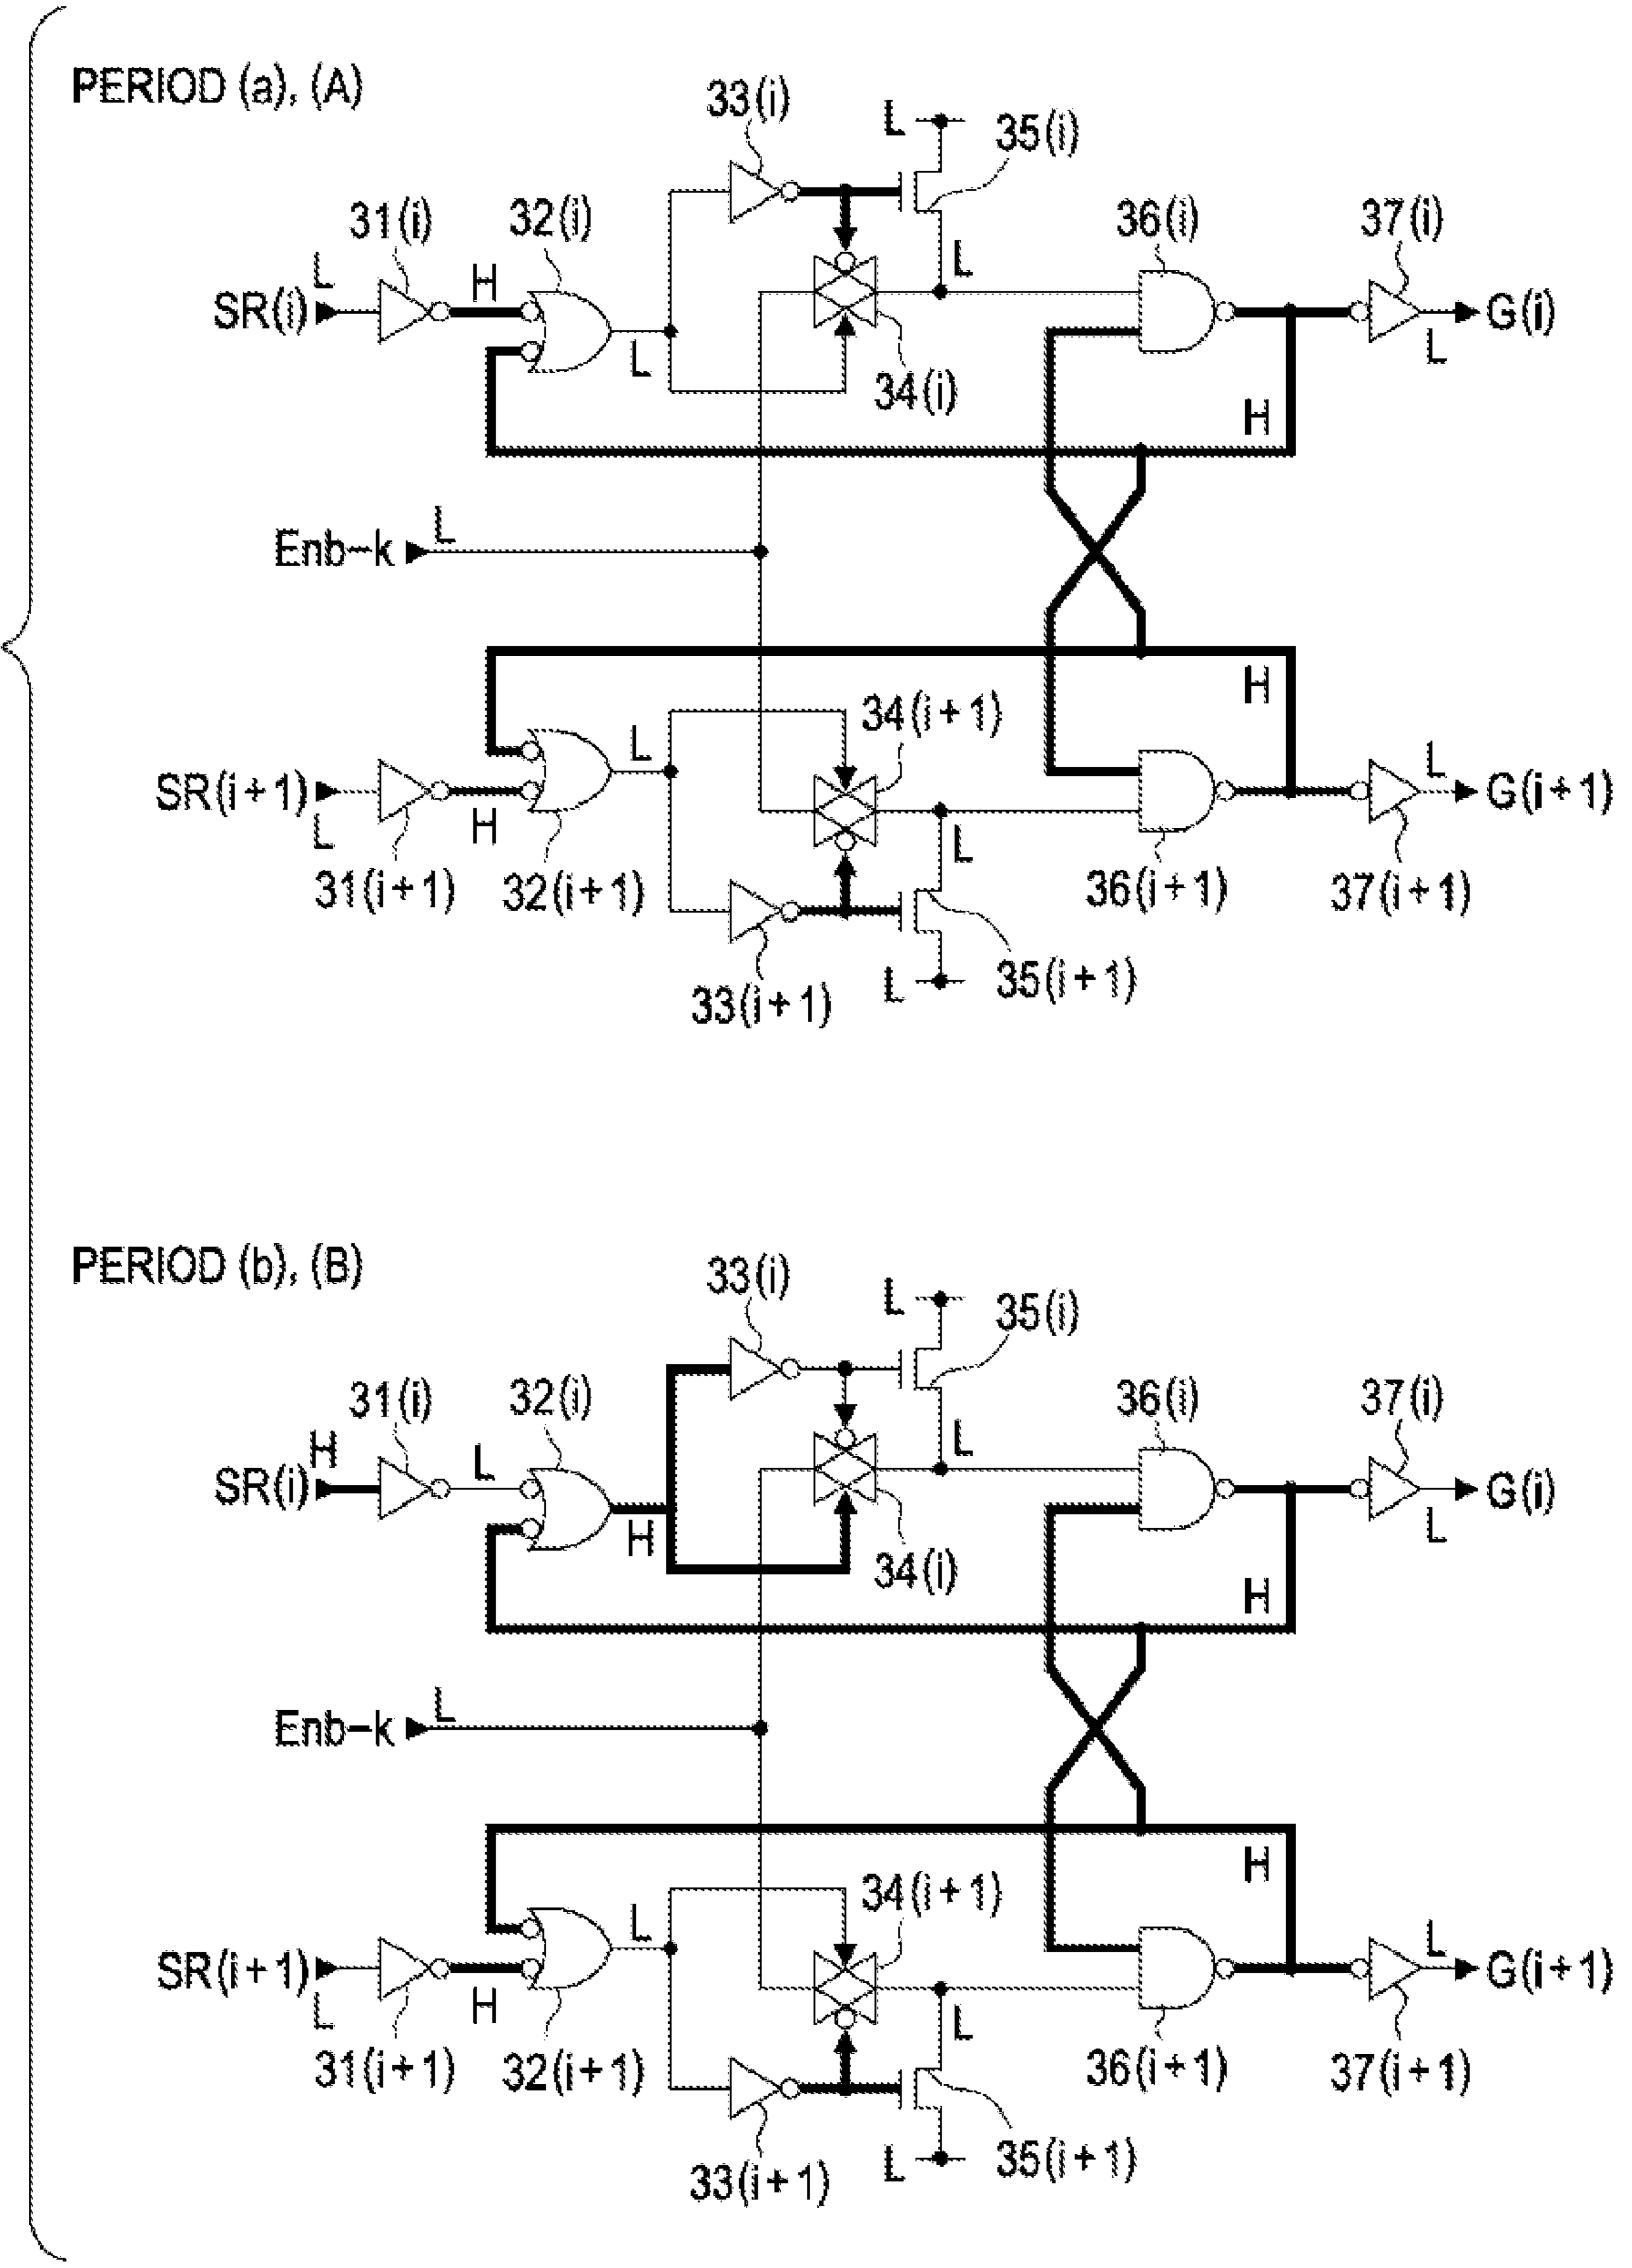 PERIOD (a), (A)
33(i)
L
35(i)
31(i)
32(i)
36(i)
37(i)
L
H
L
SR(i)
G(i)
L
L
34(i)
H
Enb-k
L
H
34(i+1)
L
L
SR(i+1)
G(i+1)
L
H
L
31(i+1)
32(i+1)
36(i+1)
37(i+1)
33(i+1)
L
35(i+1)
PERIOD (b), (B)
33(i)
L
35(i)
31(i)
32(i)
36(i)
37(i)
H
L
L
SR(i)
G(i)
H
L
34(i)
H
Enb-k
L
H
34(i+1)
L
L
SR(i+1)
G(i+1)
L
H
L
31(i+1)
32(i+1)
36(i+1)
37(i+1)
33(i+1)
L
35(i+1)